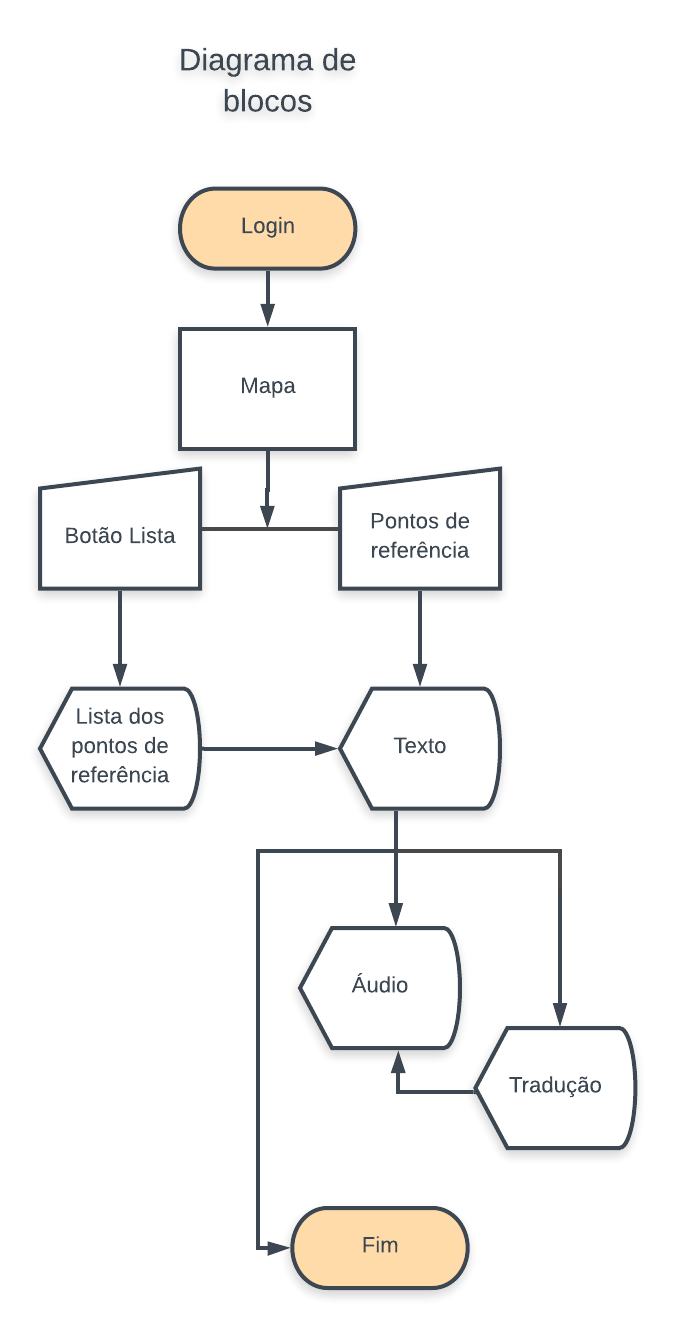 Diagrama de
blocos
Login
Mapa
Botão Lista
Pontos de
referência
Lista dos
pontos de
referência
Texto
Áudio
Tradução
Fim